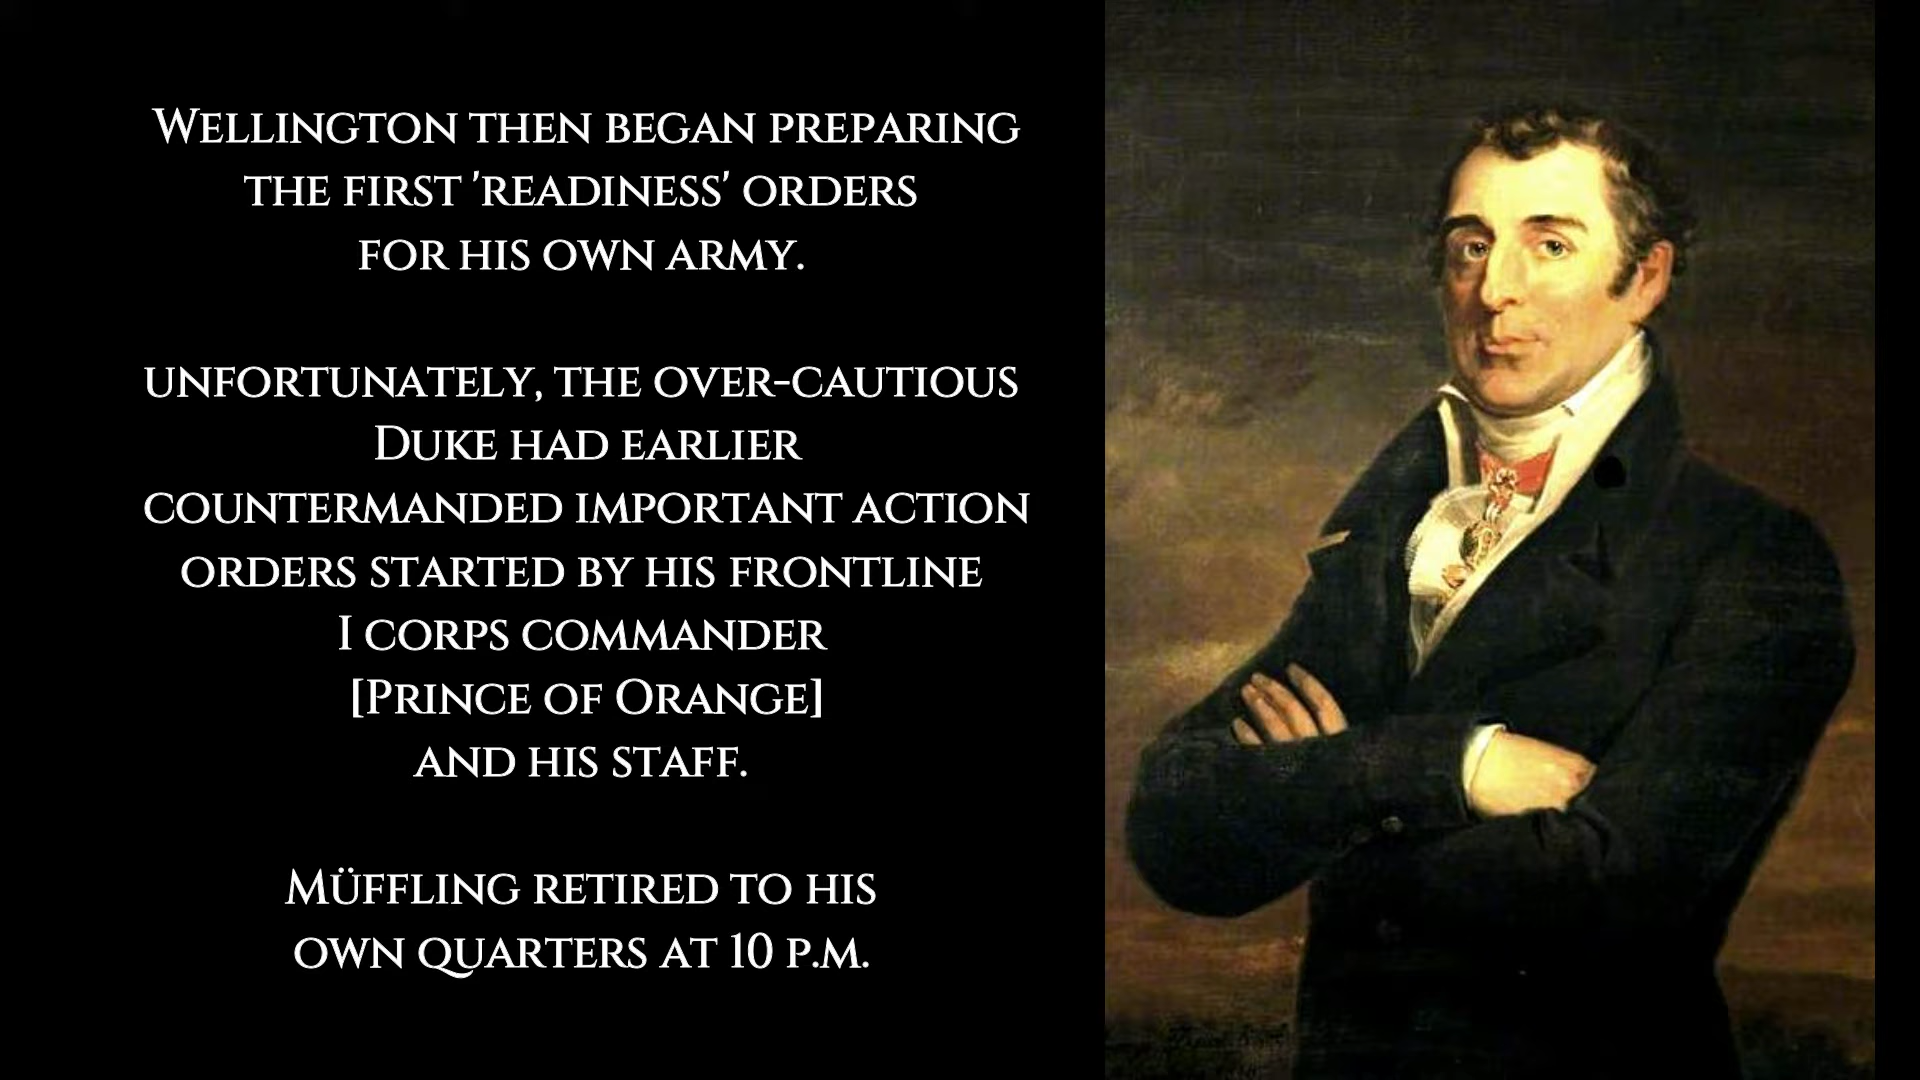 Wellington then began preparing
the first 'readiness' orders
for his own army.
unfortunately, the over-cautious
Duke had earlier
countermanded important action
orders started by his frontline
I corps commander
[Prince of Orange]
and his staff.
Müffling retired to his
own quarters at 10 p.m.